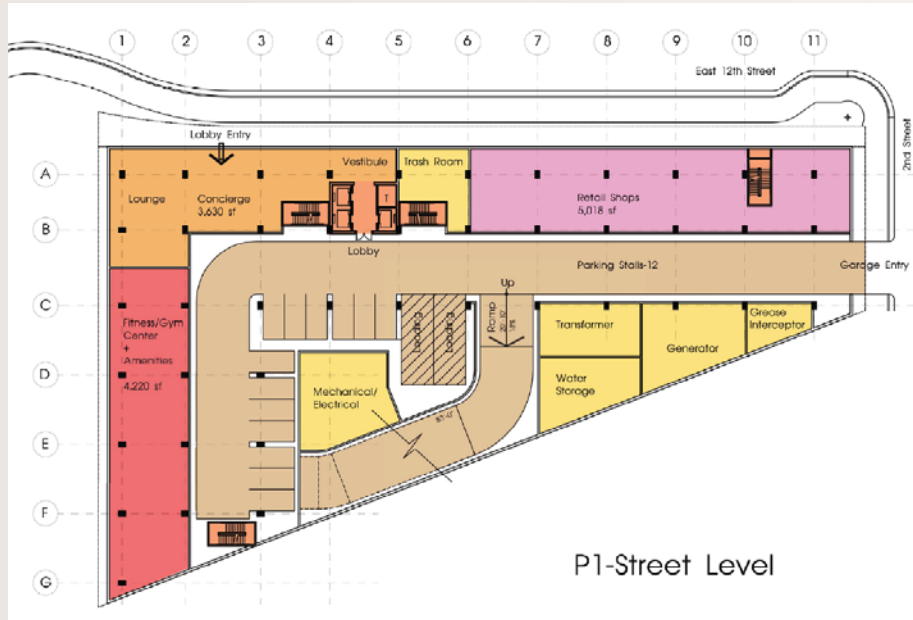 1 2 3 4 5 6 7 8 9 10 11
East 12th Street
2nd Street
Lobby Entry
A
Lounge
Concierge
3,630 sf
Vestibule
T
Trash Room
Retail Shops
5,018 sf
B
Lobby
Parking Stalls-12
Garage Entry
Up
C
Ramp
Loading
Loading
Fitness/Gym
Center
+
Amenities
4,220 sf
Transformer
Generator
Grease
Interceptor
D
Mechanical/
Electrical
Water
Storage
E
F
P1-Street Level
G